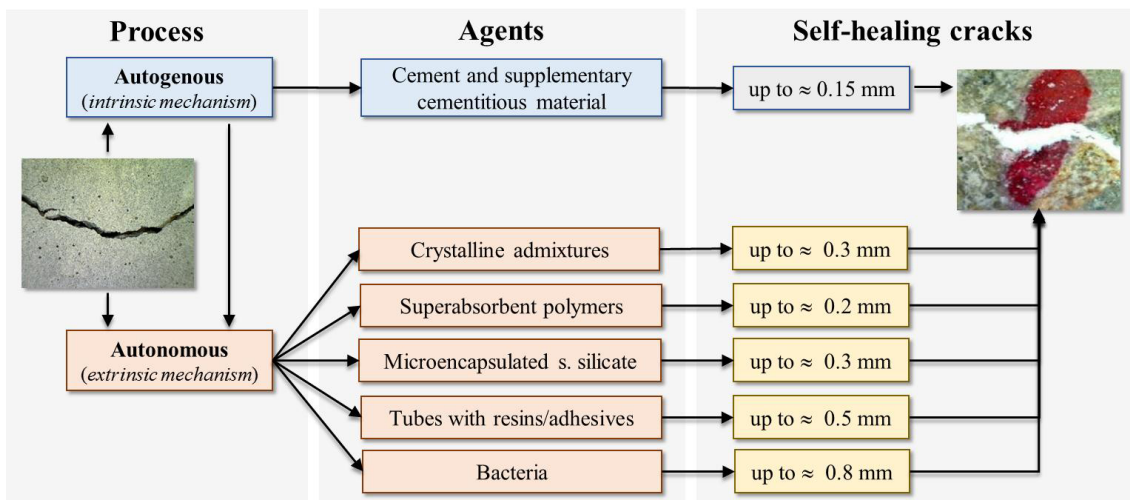 Process
Agents
Self-healing cracks
Autogenous
(intrinsic mechanism)
Cement and supplementary
cementitious material
up to ≈ 0.15 mm
Crystalline admixtures
up to ≈ 0.3 mm
Superabsorbent polymers
up to ≈ 0.2 mm
Autonomous
(extrinsic mechanism)
Microencapsulated s. silicate
up to ≈ 0.3 mm
Tubes with resins/adhesives
up to ≈ 0.5 mm
Bacteria
up to ≈ 0.8 mm